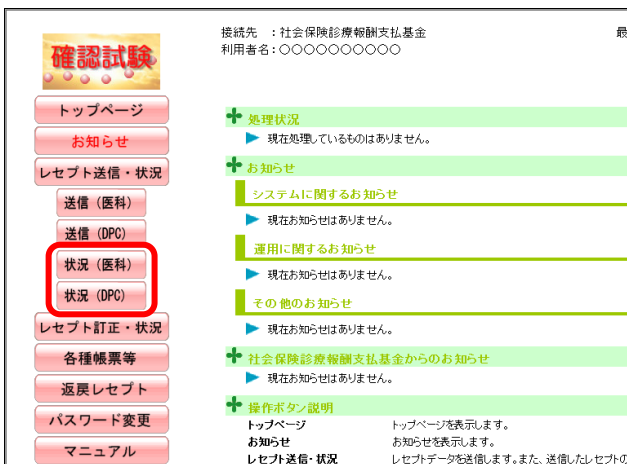 接続先 ：社会保険診療報酬支払基金
最
利用者名：○○○○○○○○○○
確認試験
トップページ
お知らせ
レセプト送信・状況
送信（医科）
送信（DPC）
状況（医科）
状況（DPC）
レセプト訂正・状況
各種帳票等
返戻レセプト
パスワード変更
マニュアル
処理状況
現在処理しているものはありません。
お知らせ
システムに関するお知らせ
現在お知らせはありません。
運用に関するお知らせ
現在お知らせはありません。
その他のお知らせ
現在お知らせはありません。
社会保険診療報酬支払基金からのお知らせ
現在お知らせはありません。
操作ボタン説明
トップページ トップページを表示します。
お知らせ お知らせを表示します。
レセプト送信・状況 レセプトデータを送信します。また、送信したレセプトの